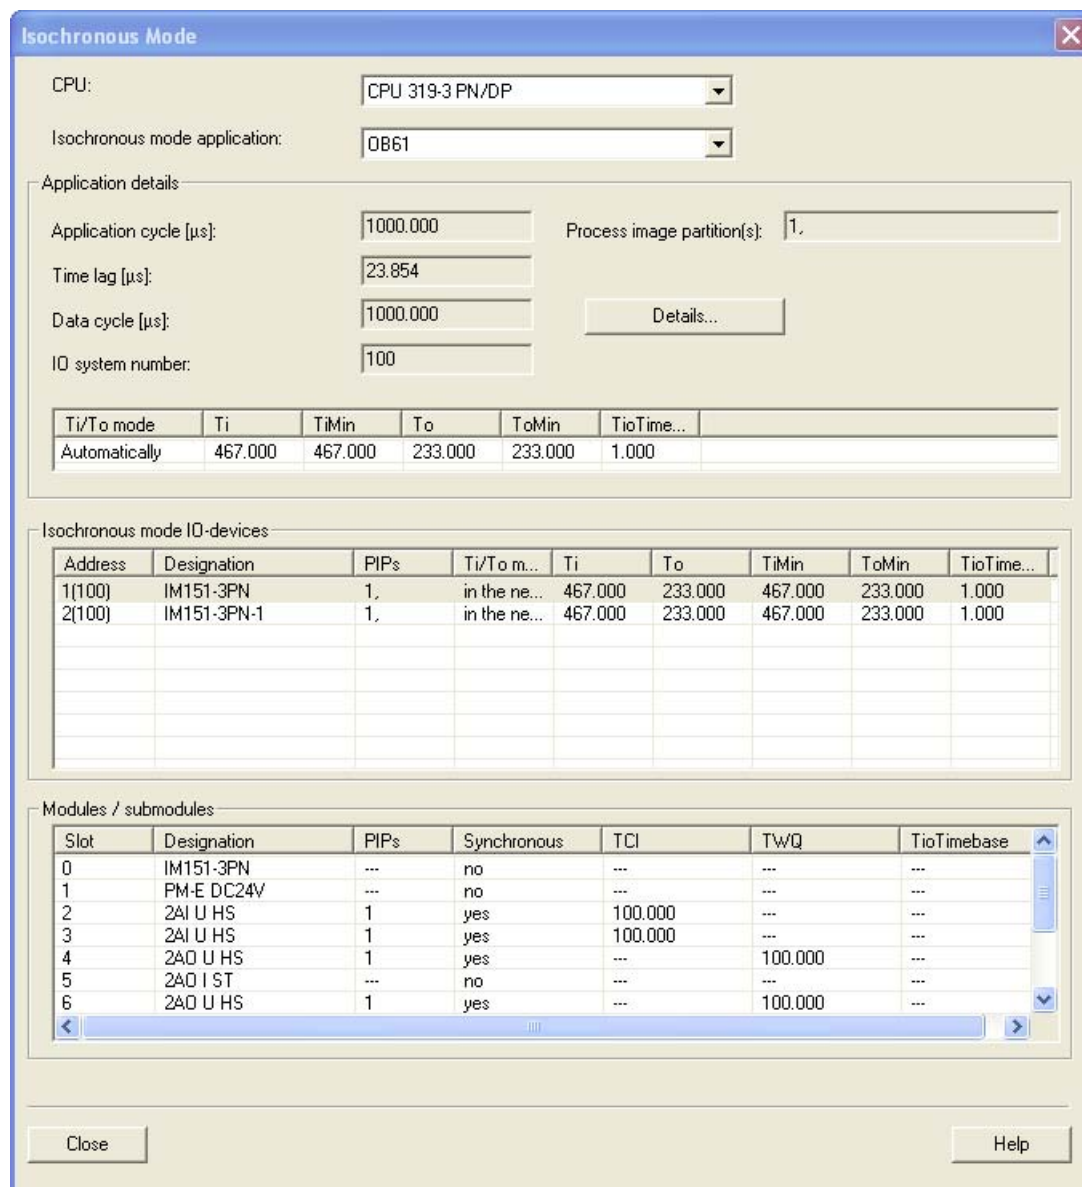 Isochronous Mode
CPU: CPU 319-3 PN/DP
Isochronous mode application: OB61
Application details
Application cycle [µs]: 1000.000 Process image partition(s): 1,
Time lag [µs]: 23.854
Data cycle [µs]: 1000.000 Details...
IO system number: 100
Ti/To mode Ti TiMin To ToMin TioTime...
Automatically 467.000 467.000 233.000 233.000 1.000
Isochronous mode IO-devices
Address Designation PIPs Ti/To m... Ti To TiMin ToMin TioTime...
1(100) IM151-3PN 1, in the ne... 467.000 233.000 467.000 233.000 1.000
2(100) IM151-3PN-1 1, in the ne... 467.000 233.000 467.000 233.000 1.000
Modules / submodules
Slot Designation PIPs Synchronous TCI TWQ TioTimebase
0 IM151-3PN --- no --- --- ---
1 PM-E DC24V --- no --- --- ---
2 2AI U HS 1 yes 100.000 --- ---
3 2AI U HS 1 yes 100.000 --- ---
4 2AO U HS 1 yes --- 100.000 ---
5 2AO I ST --- no --- --- ---
6 2AO U HS 1 yes --- 100.000 ---
Close Help